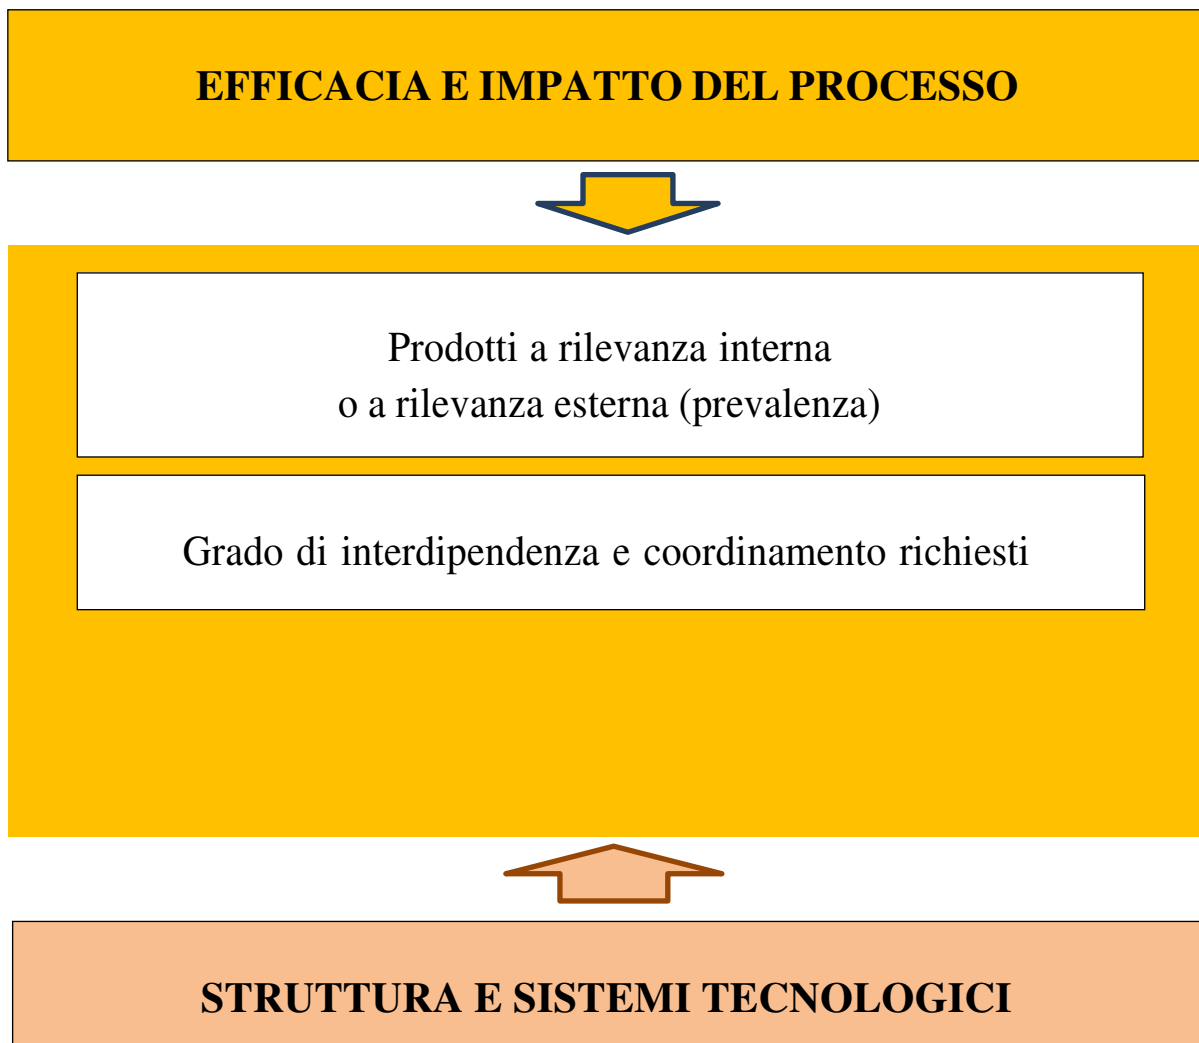 EFFICACIA E IMPATTO DEL PROCESSO
Prodotti a rilevanza interna
o a rilevanza esterna (prevalenza)
Grado di interdipendenza e coordinamento richiesti
STRUTTURA E SISTEMI TECNOLOGICI